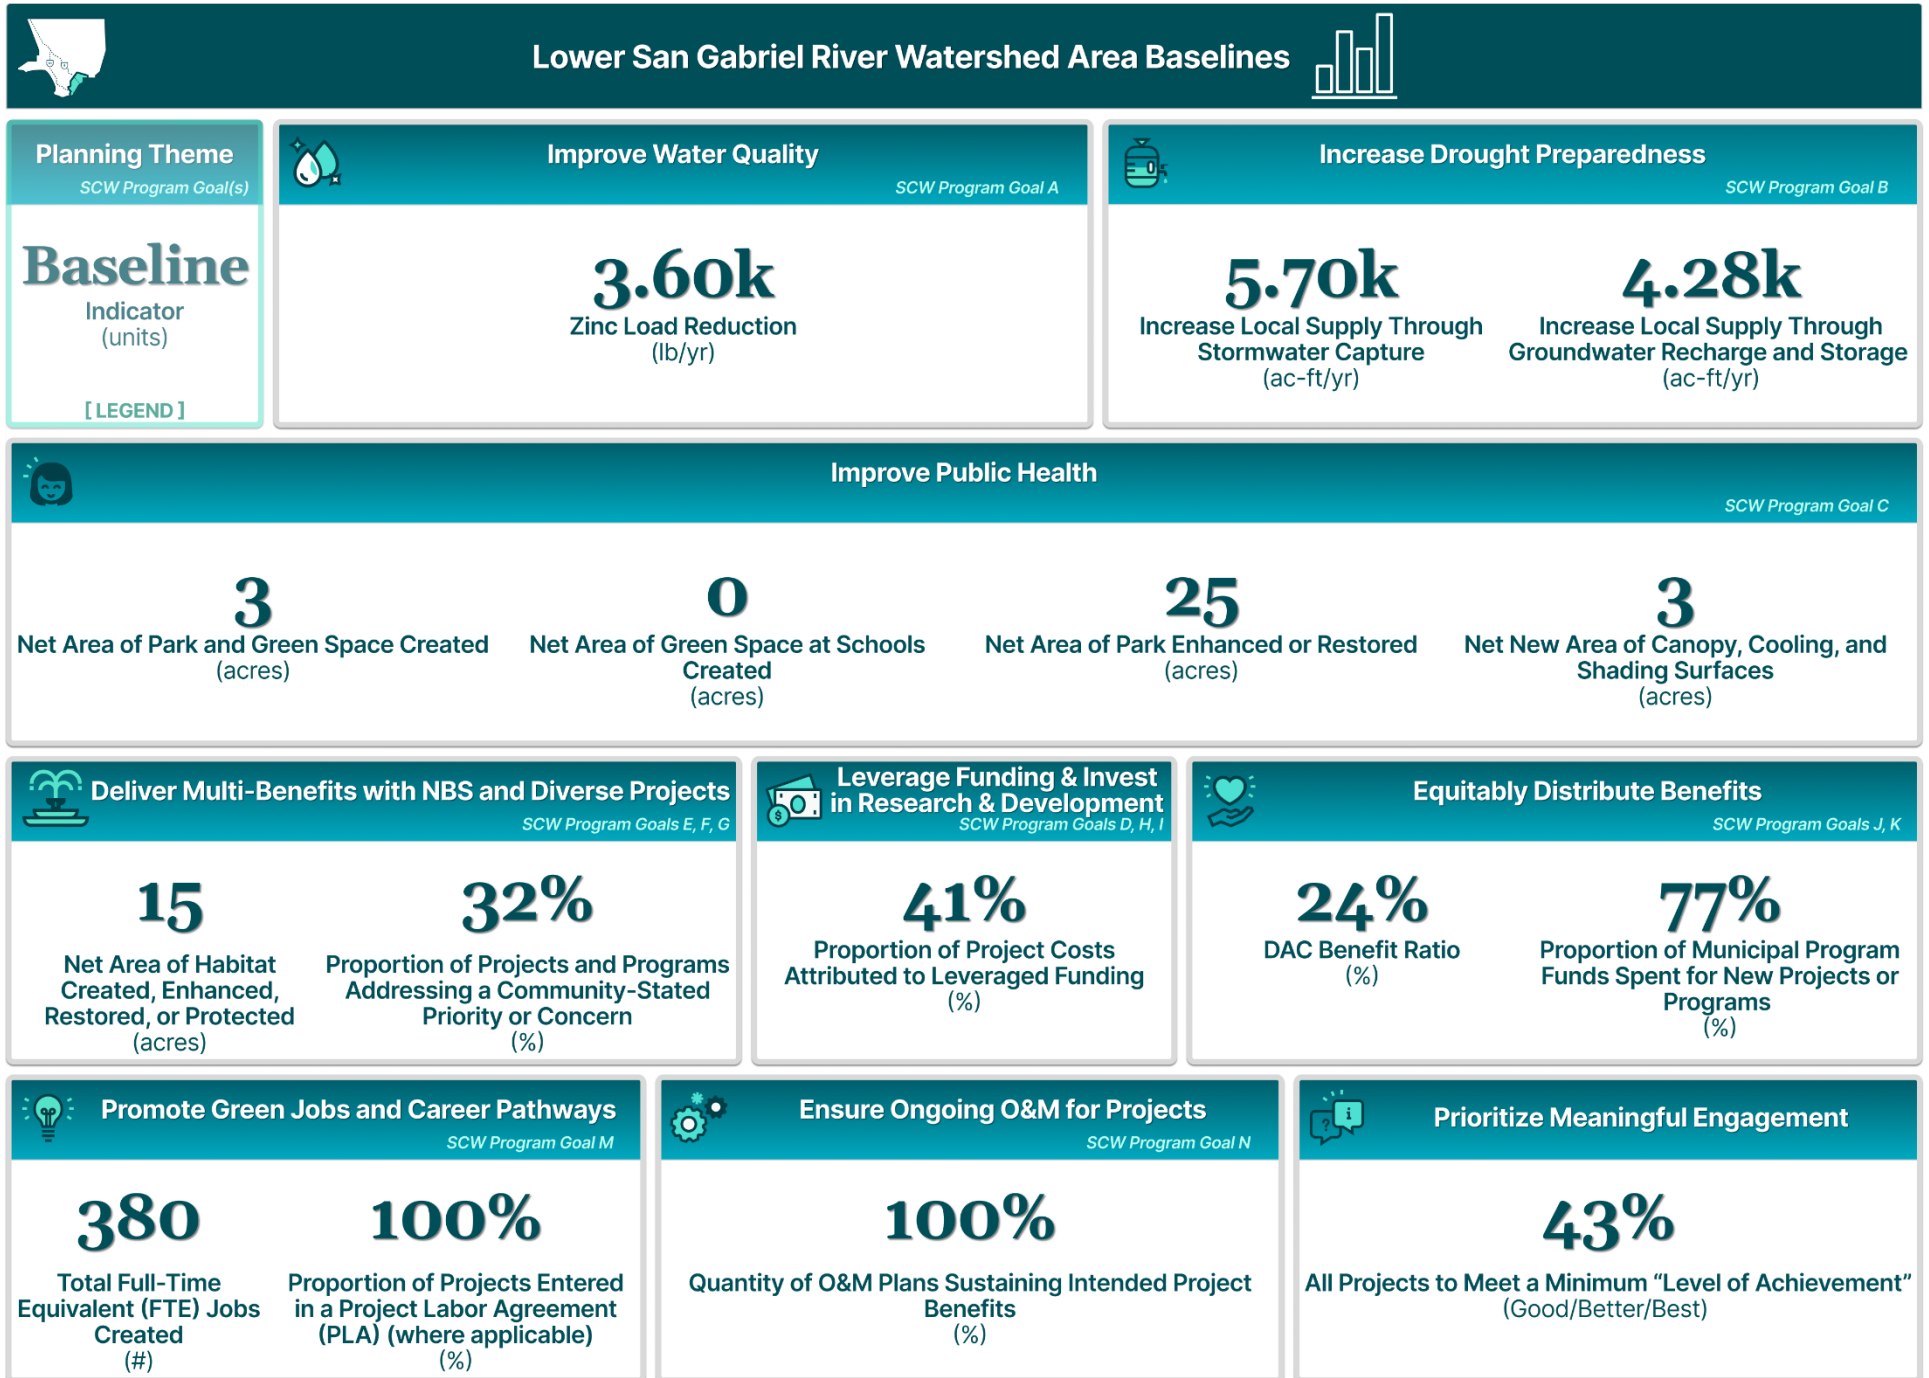 Lower San Gabriel River Watershed Area Baselines
Planning Theme
SCW Program Goal(s)
Baseline
Indicator
(units)
[ LEGEND ]
Improve Water Quality
SCW Program Goal A
3.60k
Zinc Load Reduction
(lb/yr)
Increase Drought Preparedness
SCW Program Goal B
5.70k
Increase Local Supply Through
Stormwater Capture
(ac-ft/yr)
4.28k
Increase Local Supply Through
Groundwater Recharge and Storage
(ac-ft/yr)
Improve Public Health
SCW Program Goal C
3
Net Area of Park and Green Space Created
(acres)
0
Net Area of Green Space at Schools
Created
(acres)
25
Net Area of Park Enhanced or Restored
(acres)
3
Net New Area of Canopy, Cooling, and
Shading Surfaces
(acres)
Deliver Multi-Benefits with NBS and Diverse Projects
SCW Program Goals E, F, G
15
Net Area of Habitat
Created, Enhanced,
Restored, or Protected
(acres)
32%
Proportion of Projects and Programs
Addressing a Community-Stated
Priority or Concern
(%)
Leverage Funding & Invest
in Research & Development
SCW Program Goals D, H, I
41%
Proportion of Project Costs
Attributed to Leveraged Funding
(%)
Equitably Distribute Benefits
SCW Program Goals J, K
24%
DAC Benefit Ratio
(%)
77%
Proportion of Municipal Program
Funds Spent for New Projects or
Programs
(%)
Promote Green Jobs and Career Pathways
SCW Program Goal M
380
Total Full-Time
Equivalent (FTE) Jobs
Created
(#)
100%
Proportion of Projects Entered
in a Project Labor Agreement
(PLA) (where applicable)
(%)
Ensure Ongoing O&M for Projects
SCW Program Goal N
100%
Quantity of O&M Plans Sustaining Intended Project
Benefits
(%)
Prioritize Meaningful Engagement
43%
All Projects to Meet a Minimum “Level of Achievement”
(Good/Better/Best)